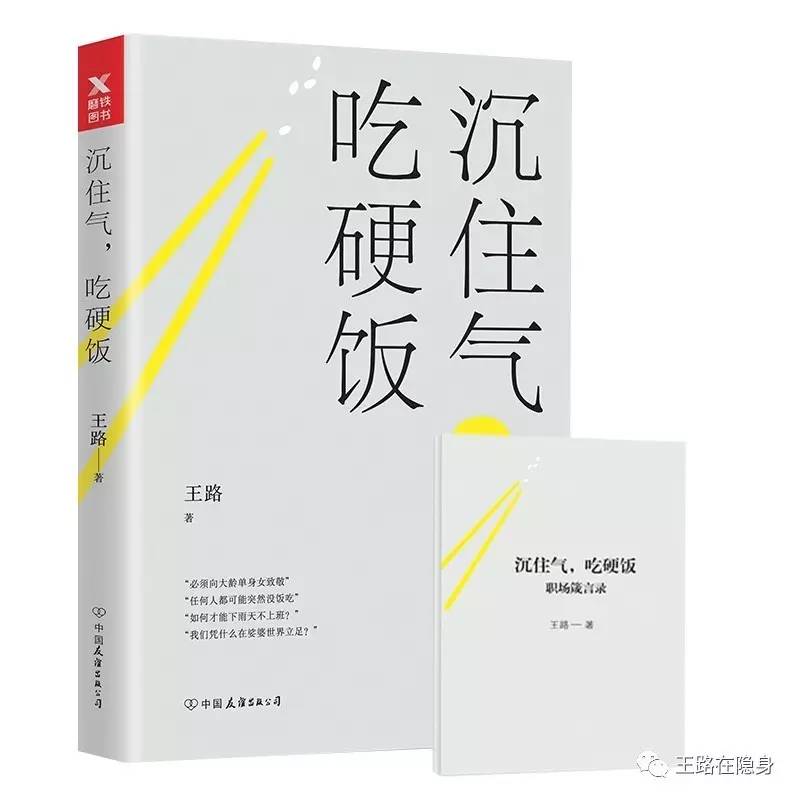 磨铁
图书
沉住气，吃硬饭
王路—著
中国友谊出版公司
沉住气
吃硬饭
王路
著
“必须向大龄单身女致敬”
“任何人都可能突然没饭吃”
“如何才能下雨天不上班？”
“我们凭什么在娑婆世界立足？”
中国友谊出版公司
沉住气，吃硬饭
职场箴言录
王路—著
王路在隐身